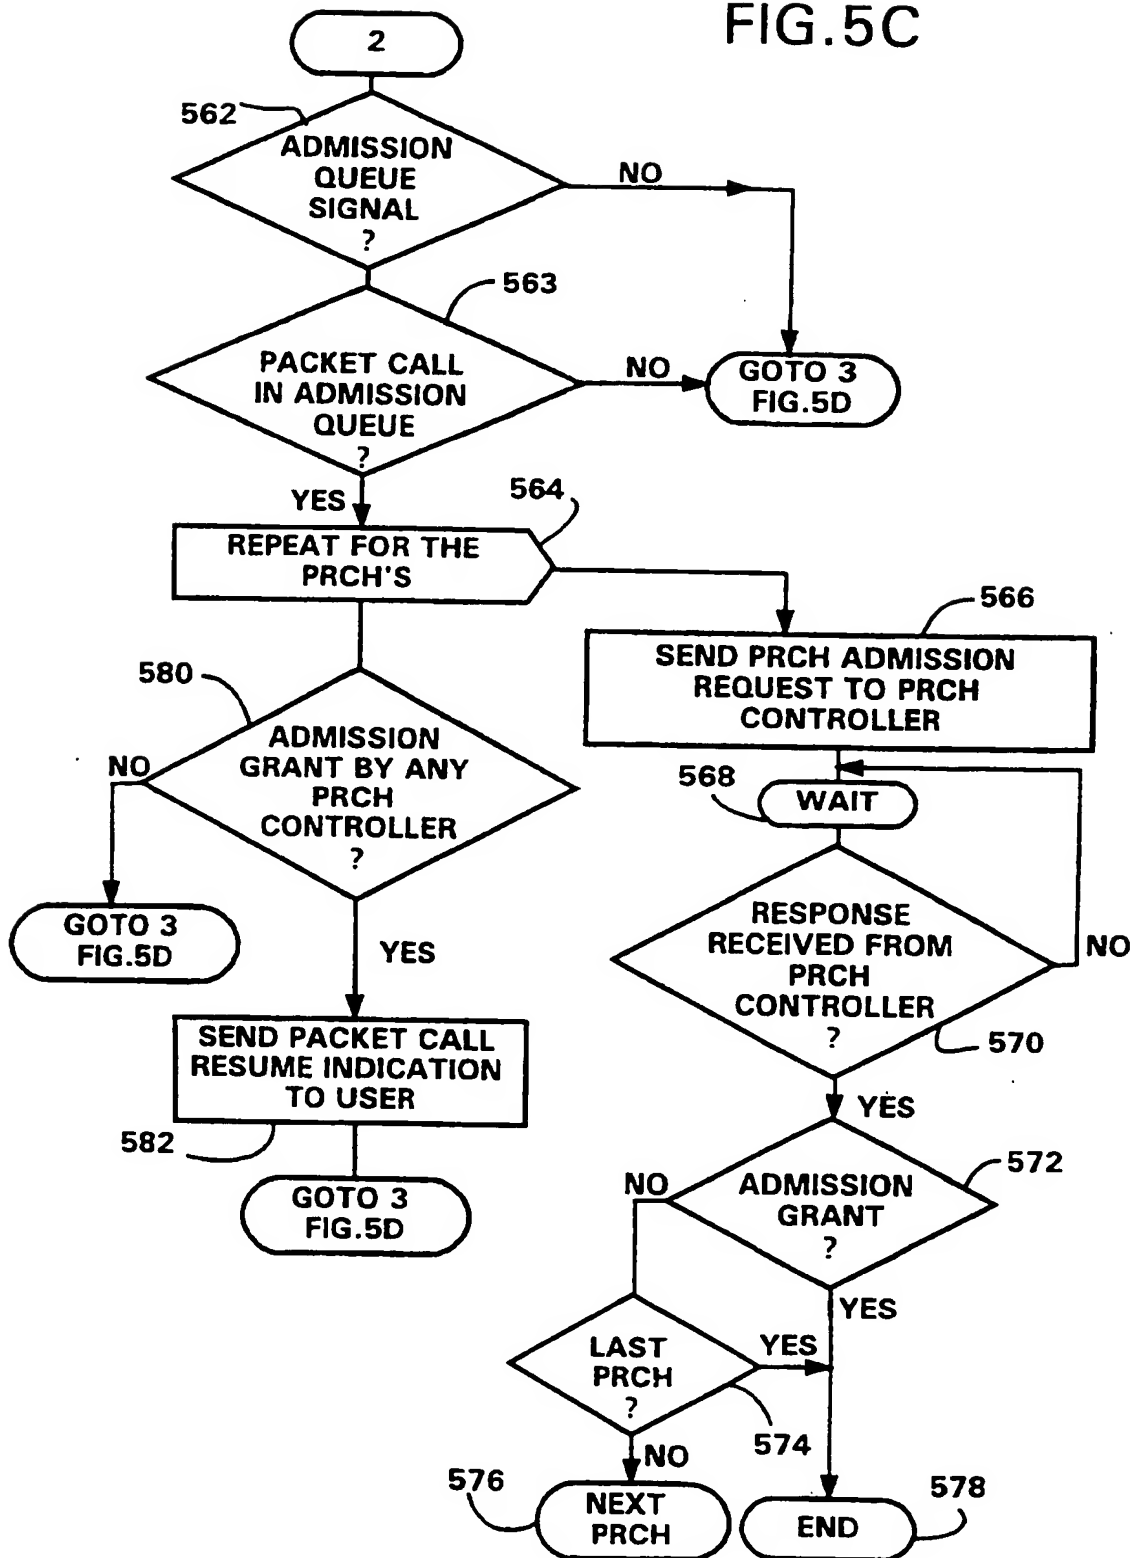 FIG.5C
2
562
ADMISSION
QUEUE
SIGNAL
?
NO
563
PACKET CALL
IN ADMISSION
QUEUE
?
NO
GOTO 3
FIG.5D
YES
564
REPEAT FOR THE
PRCH'S
566
SEND PRCH ADMISSION
REQUEST TO PRCH
CONTROLLER
580
ADMISSION
GRANT BY ANY
PRCH
CONTROLLER
?
NO
GOTO 3
FIG.5D
YES
SEND PACKET CALL
RESUME INDICATION
TO USER
582
GOTO 3
FIG.5D
568
WAIT
RESPONSE
RECEIVED FROM
PRCH
CONTROLLER
?
NO
570
YES
572
ADMISSION
GRANT
?
NO
YES
LAST
PRCH
?
YES
574
NO
576
NEXT
PRCH
END
578